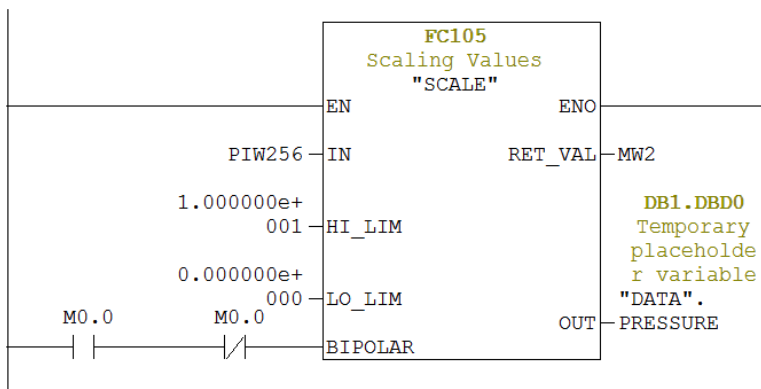 FC105
Scaling Values
"SCALE"
EN
ENO
PIW256
IN
RET_VAL
MW2
1.000000e+
001
HI_LIM
DB1.DBD0
Temporary
placeholde
r variable
"DATA".
PRESSURE
0.000000e+
000
LO_LIM
OUT
M0.0
M0.0
BIPOLAR